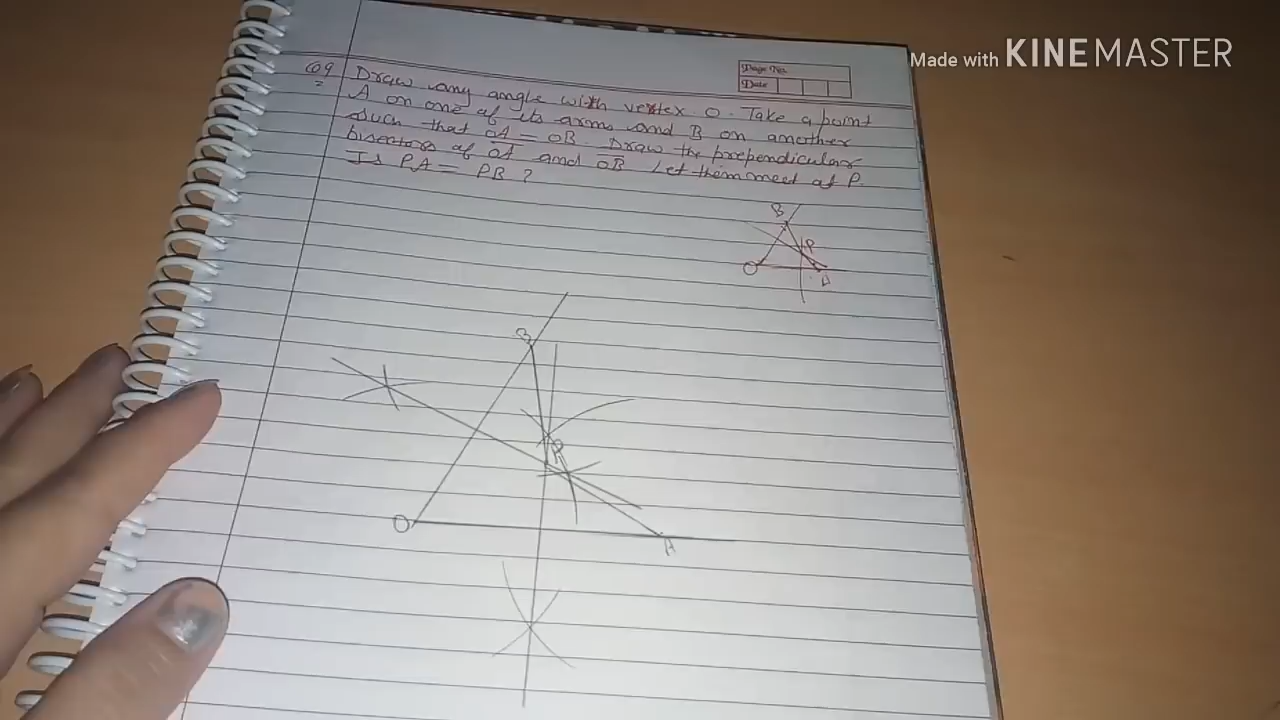 Made with KINEMASTER
Page No.
Date
Q9 Draw any angle with vertex O. Take a point
A on one of its arms and B on another
such that OA = OB. Draw the prependicular
bisectors of OA and OB Let them meet at P.
Is PA = PB ?
B
P
O
A
B
P
O
A